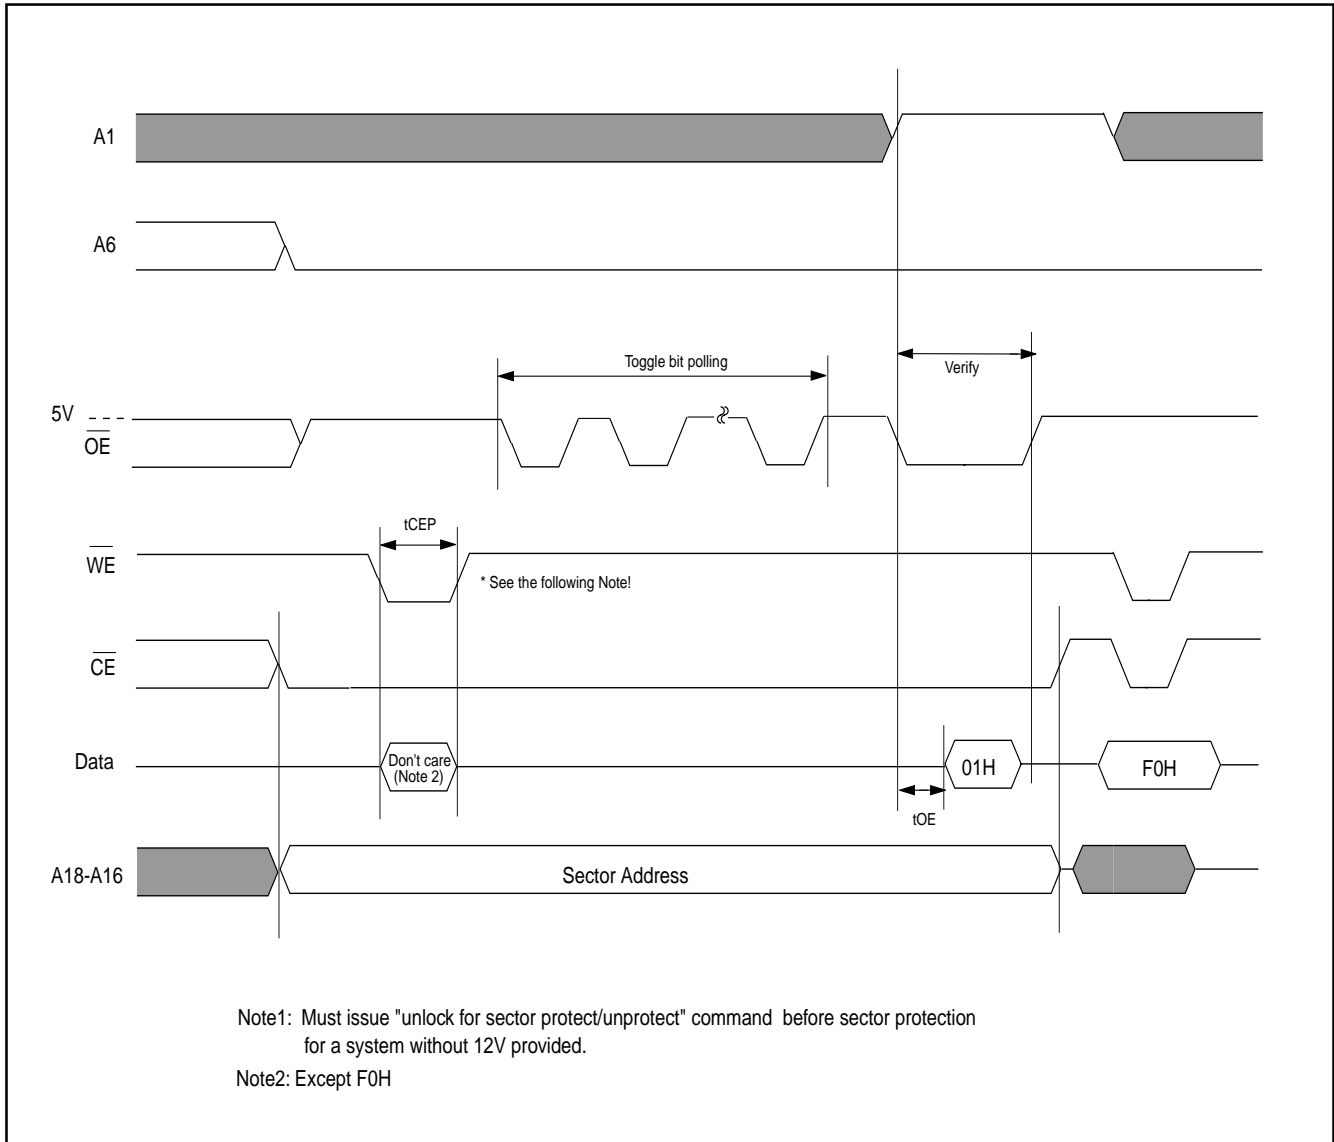 A1
A6
Toggle bit polling
Verify
5V
OE
tCEP
WE
* See the following Note!
CE
Data
Don't care
(Note 2)
01H
F0H
tOE
A18-A16
Sector Address
Note1: Must issue "unlock for sector protect/unprotect" command before sector protection
for a system without 12V provided.
Note2: Except F0H